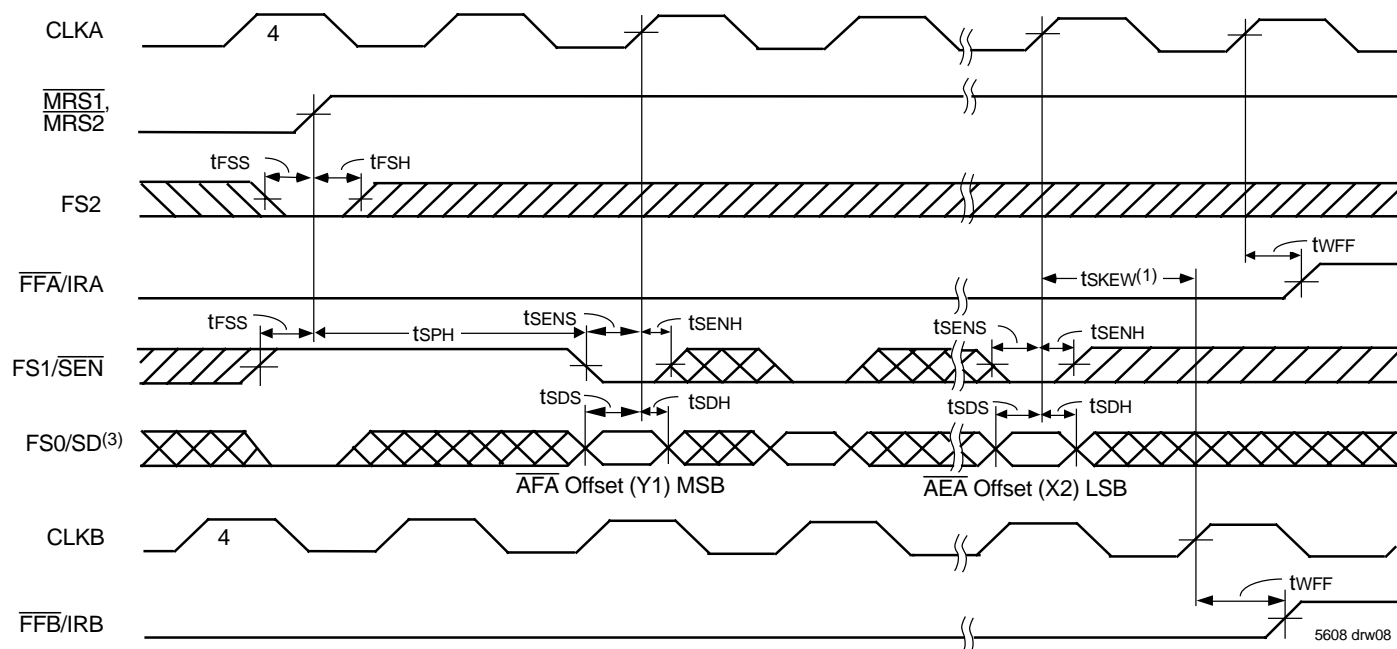 CLKA
4
MRS1,
MRS2
tFSS
tFSH
FS2
tWFF
FFA/IRA
tSKEW(1)
tFSS
tSPH
tSENS
tSENH
tSENS
tSENH
FS1/SEN
tSDS
tSDH
tSDS
tSDH
FS0/SD(3)
AFA Offset (Y1) MSB
AEA Offset (X2) LSB
CLKB
4
tWFF
FFB/IRB
5608 drw08